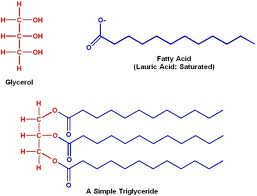 H
H OH
H OH
H OH
H
Glycerol
O-
O
Fatty Acid
(Lauric Acid: Saturated)
H
H O
O
H O
O
H O
H O
A Simple Triglyceride